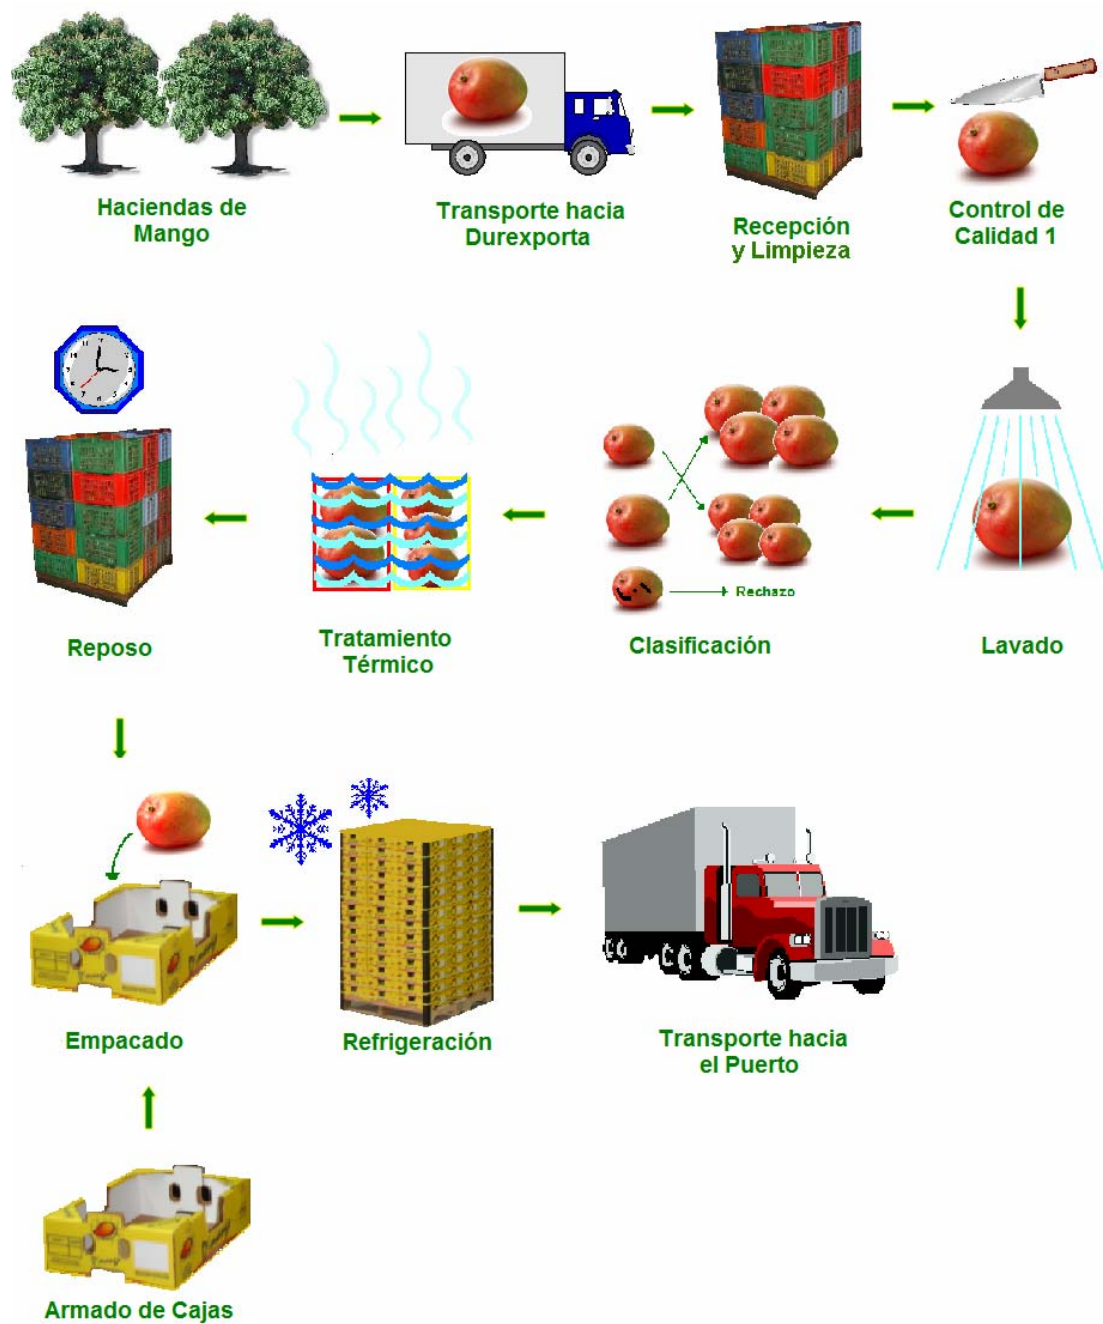 Haciendas de
Mango
Transporte hacia
Durexporta
Recepción
y Limpieza
Control de
Calidad 1
Rechazo
Reposo
Tratamiento
Térmico
Clasificación
Lavado
Empacado
Refrigeración
Transporte hacia
el Puerto
Armado de Cajas